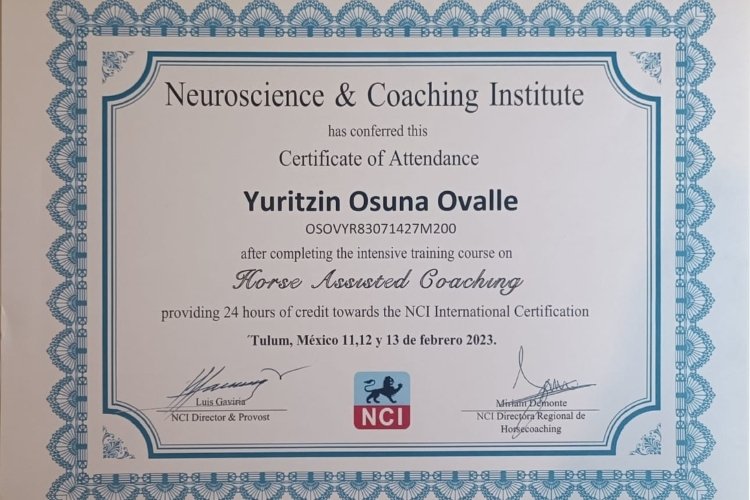 Neuroscience & Coaching Institute
has conferred this
Certificate of Attendance
Yuritzin Osuna Ovalle
OSOVYR83071427M200
after completing the intensive training course on
Horse Assisted Coaching
providing 24 hours of credit towards the NCI International Certification
´Tulum, México 11,12 y 13 de febrero 2023.
Luis Gaviria
NCI Director & Provost
NCI
Miriam Demonte
NCI Directora Regional de
Horsecoaching